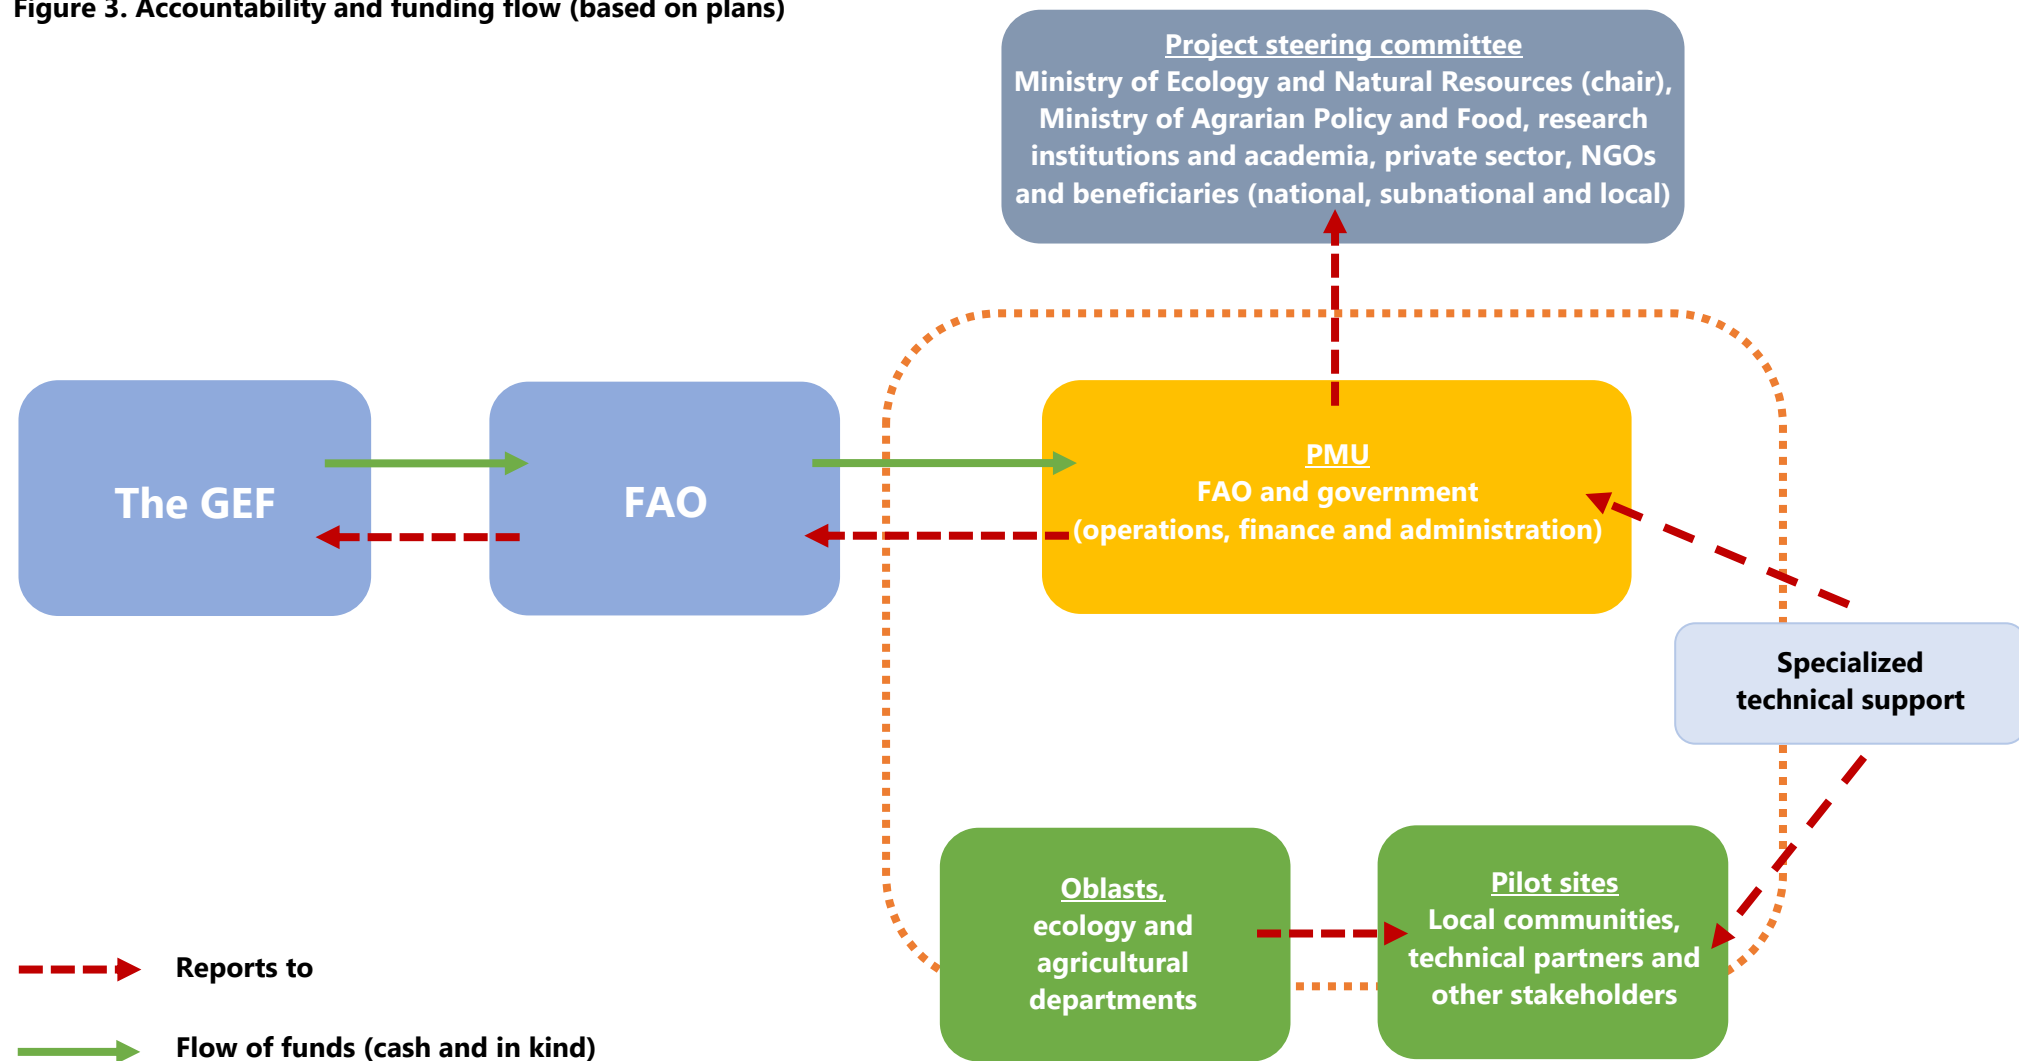 Figure 3. Accountability and funding flow (based on plans)
Project steering committee
Ministry of Ecology and Natural Resources (chair),
Ministry of Agrarian Policy and Food, research
institutions and academia, private sector, NGOs
and beneficiaries (national, subnational and local)
The GEF
FAO
PMU
FAO and government
(operations, finance and administration)
Specialized
technical support
Oblasts,
ecology and
agricultural
departments
Pilot sites
Local communities,
technical partners and
other stakeholders
Reports to
Flow of funds (cash and in kind)